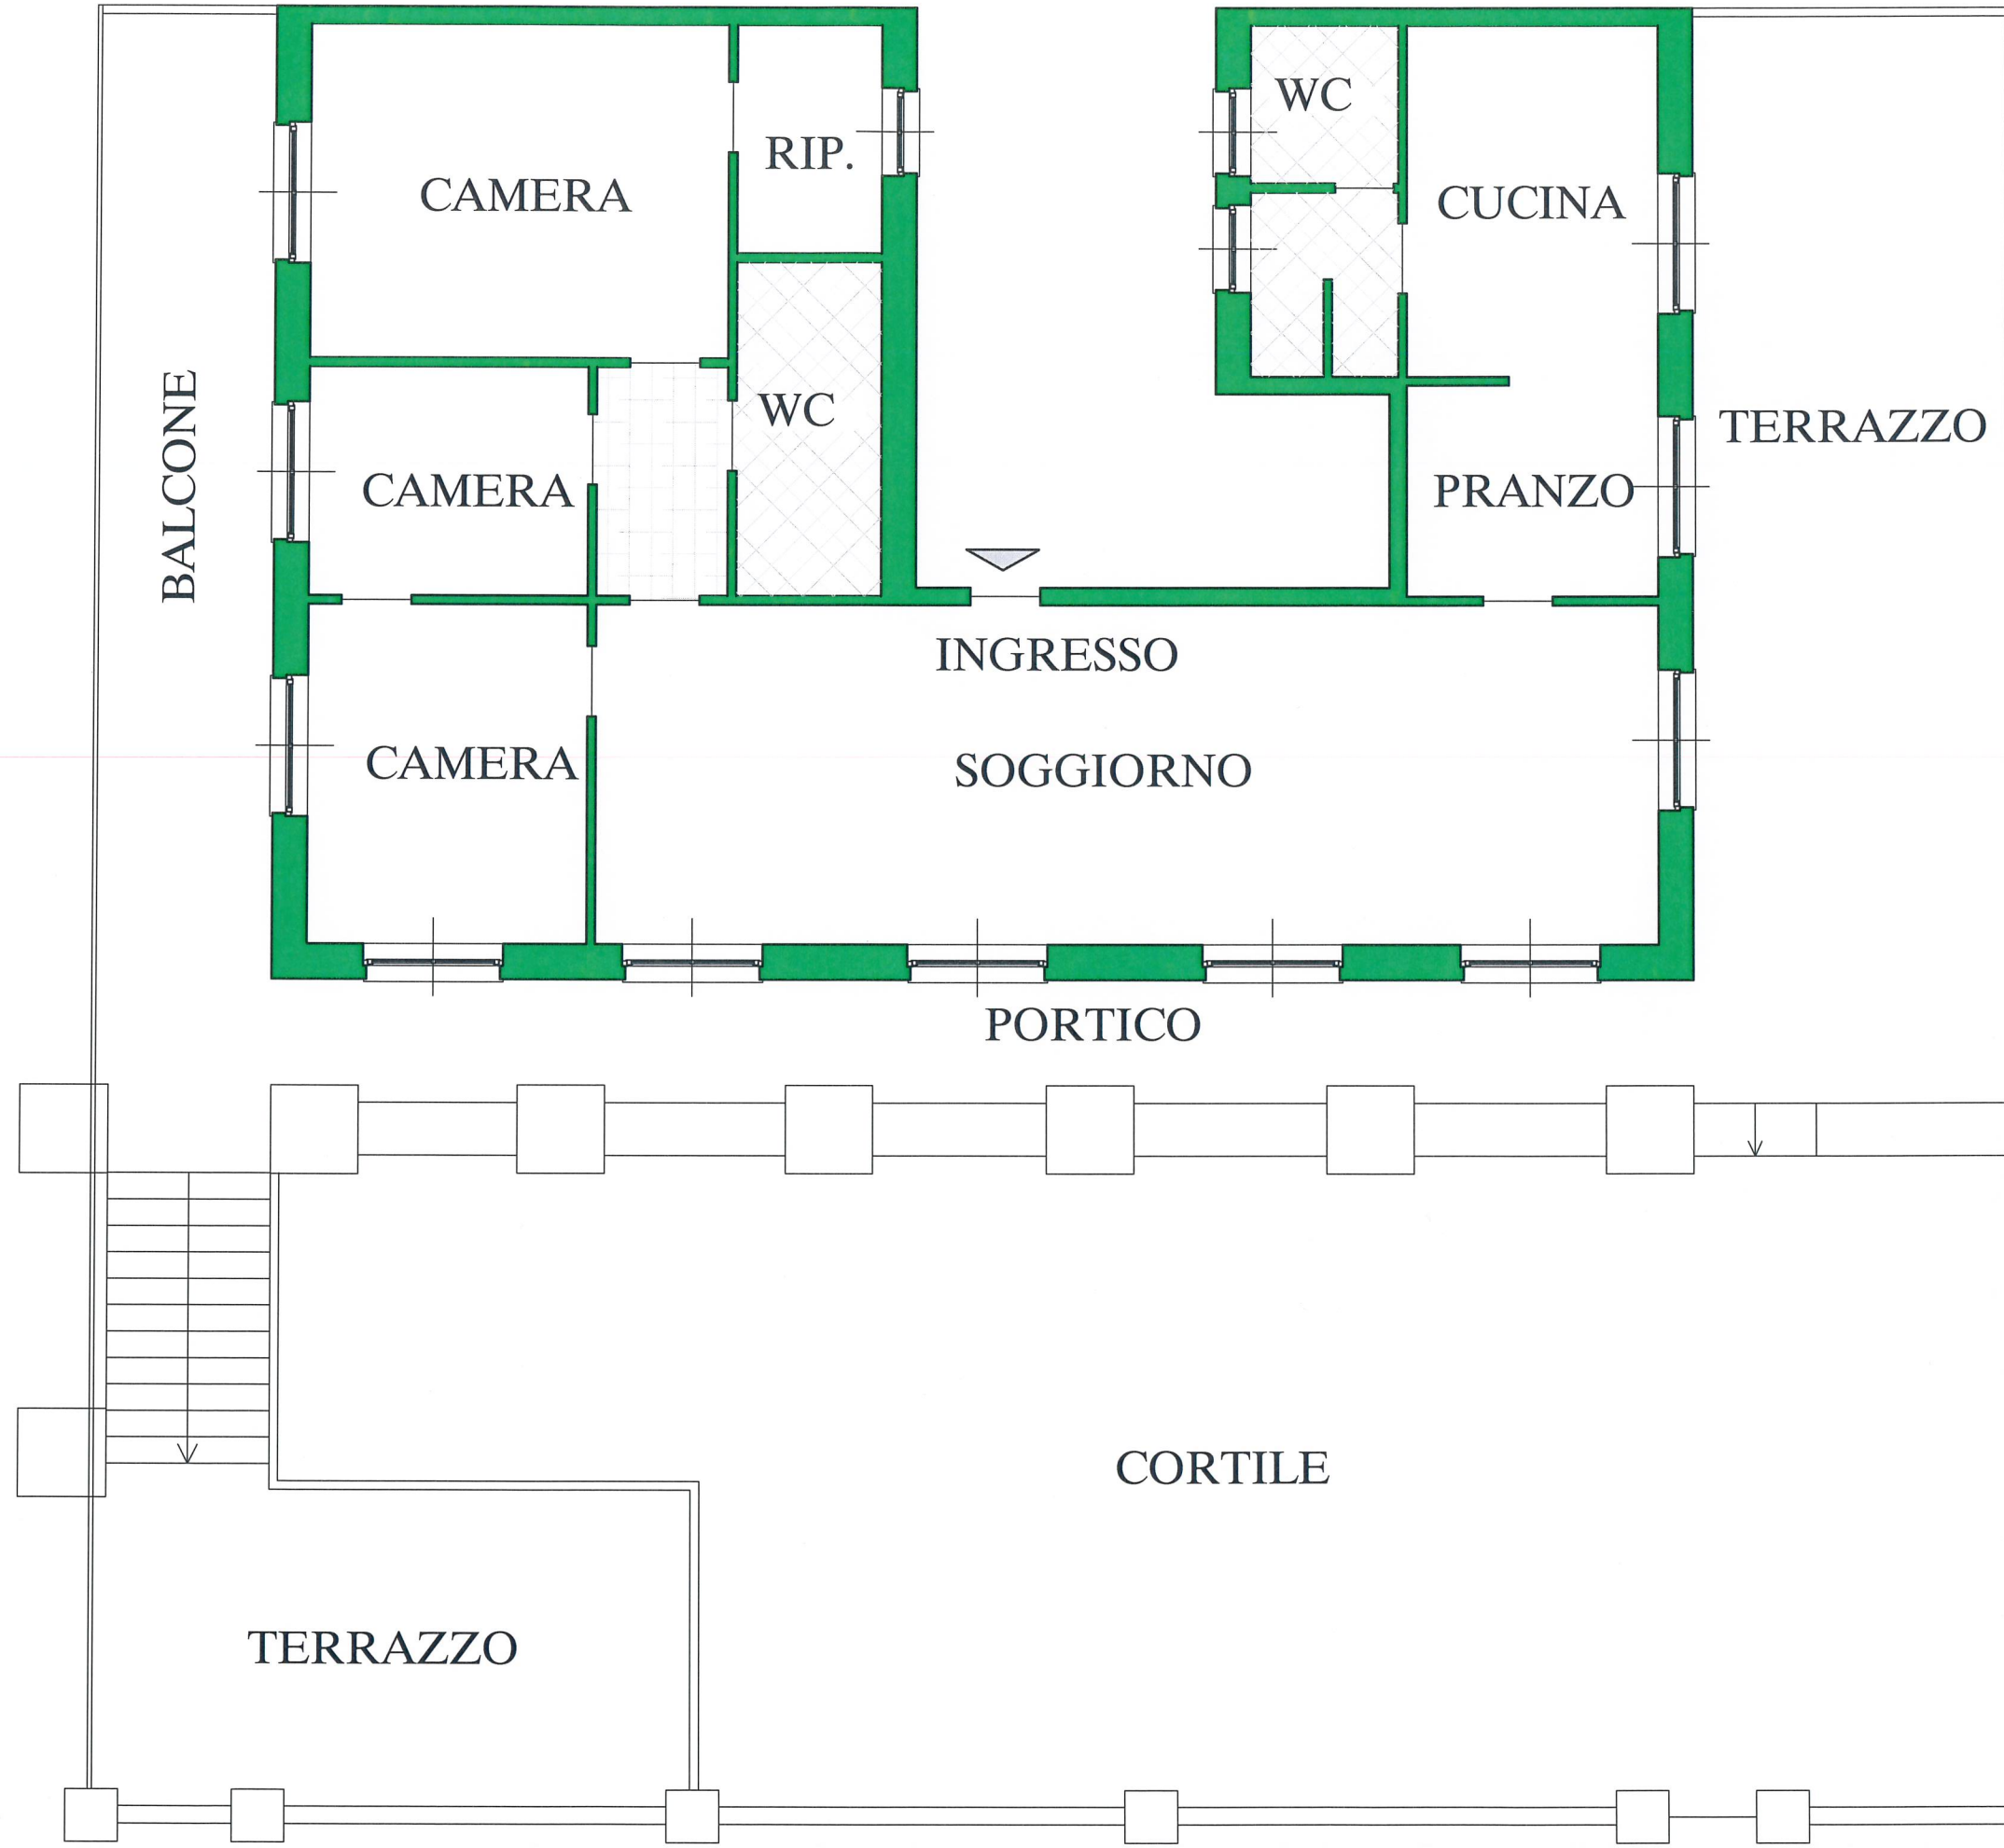 WC
RIP.
CAMERA
CUCINA
BALCONE
WC
TERRAZZO
CAMERA
PRANZO
INGRESSO
CAMERA
SOGGIORNO
PORTICO
CORTILE
TERRAZZO